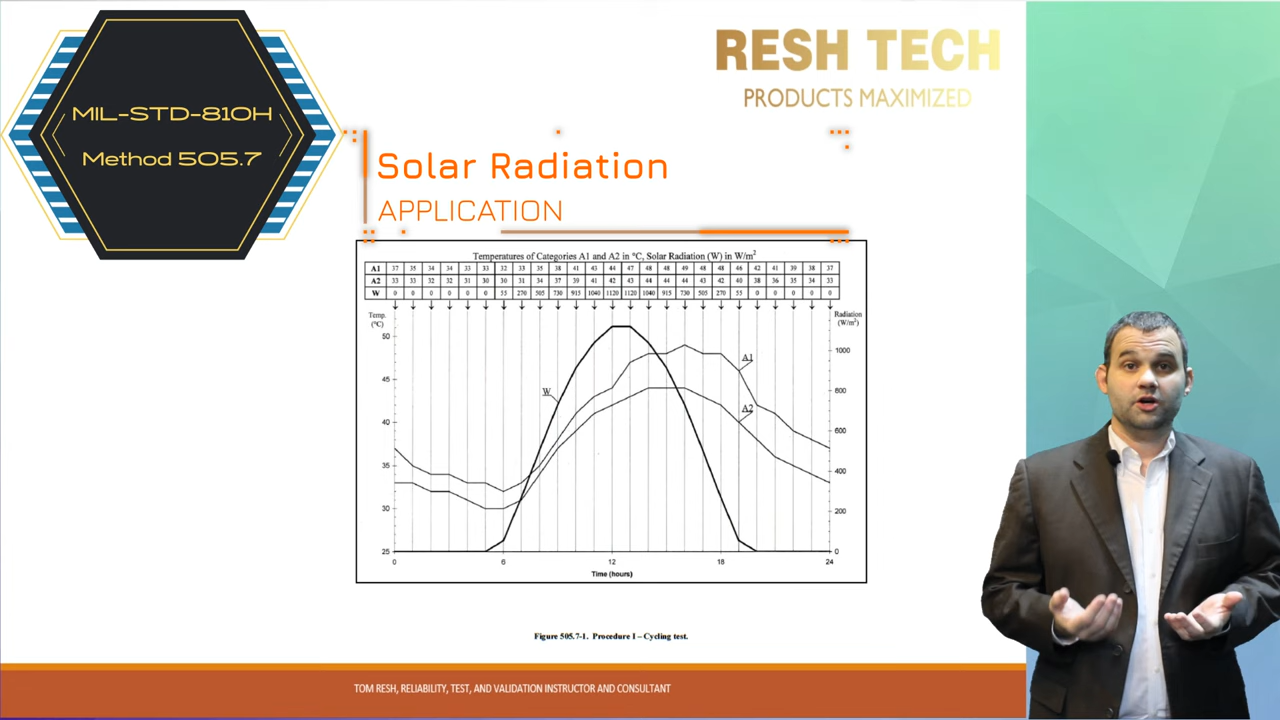 MIL-STD-810H
Method 505.7
RESH TECH
PRODUCTS MAXIMIZED
Solar Radiation
APPLICATION
Temperatures of Categories A1 and A2 in °C, Solar Radiation (W) in W/m²
A1 37 35 34 34 33 33 32 33 35 38 41 43 44 47 48 48 49 48 48 46 42 41 39 38 37
A2 33 33 32 32 31 30 30 31 34 37 39 41 42 43 44 44 44 43 42 40 38 36 35 34 33
W 0 0 0 0 0 0 55 270 505 730 915 1040 1120 1120 1040 915 730 505 270 55 0 0 0 0 0
Temp.
(°C)
Radiation
(W/m²)
50
45
40
35
30
25
1000
800
600
400
200
0
W
A1
A2
0 6 12 18 24
Time (hours)
Figure 505.7-1. Procedure I – Cycling test.
TOM RESH, RELIABILITY, TEST, AND VALIDATION INSTRUCTOR AND CONSULTANT